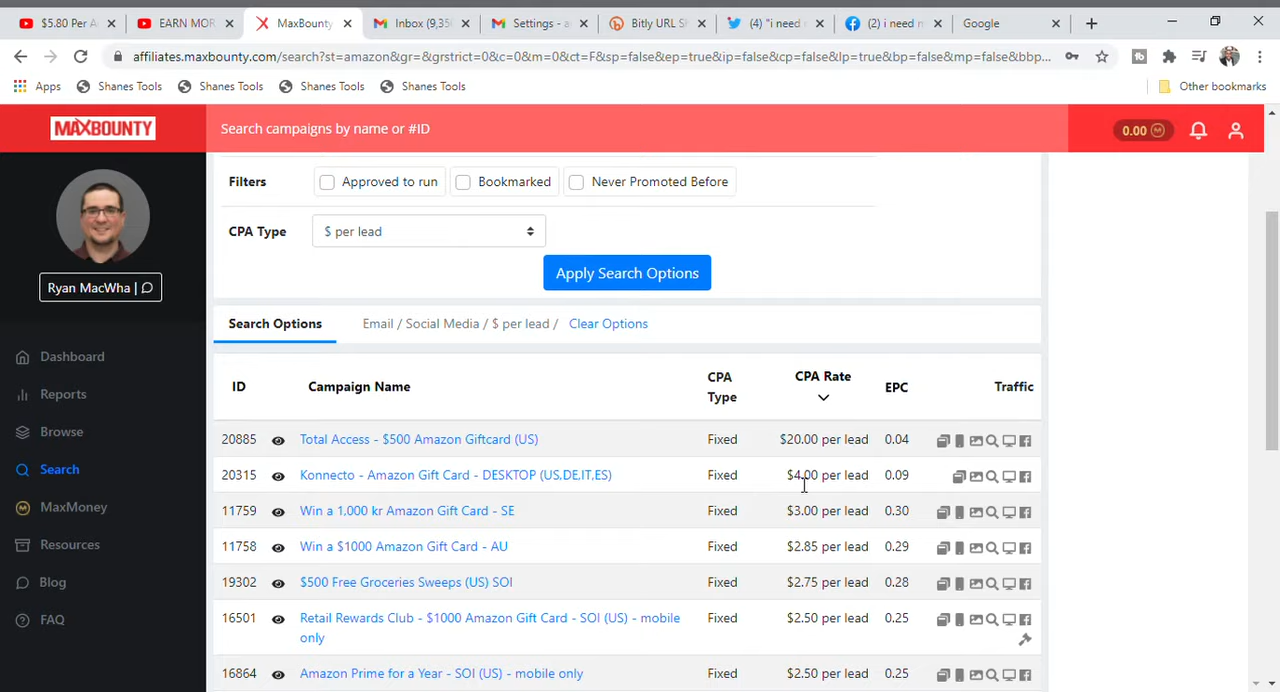 $5.80 Per A
EARN MOR
MaxBounty
Inbox (9,35
Settings - a
Bitly URL S
(4) "i need
(2) i need m
Google
affiliates.maxbounty.com/search?st=amazon&gr=&grstrict=0&c=0&m=0&ct=F&sp=false&ep=true&ip=false&cp=false&lp=true&bp=false&mp=false&bbp...
Apps
Shanes Tools
Shanes Tools
Shanes Tools
Shanes Tools
Other bookmarks
MAXBOUNTY
Search campaigns by name or #ID
0.00
Ryan MacWha |
Dashboard
Reports
Browse
Search
MaxMoney
Resources
Blog
FAQ
Filters
Approved to run
Bookmarked
Never Promoted Before
CPA Type
$ per lead
Apply Search Options
Search Options
Email / Social Media / $ per lead /
Clear Options
ID Campaign Name CPA Type CPA Rate EPC Traffic
20885 Total Access - $500 Amazon Giftcard (US) Fixed $20.00 per lead 0.04
20315 Konnecto - Amazon Gift Card - DESKTOP (US,DE,IT,ES) Fixed $4.00 per lead 0.09
11759 Win a 1,000 kr Amazon Gift Card - SE Fixed $3.00 per lead 0.30
11758 Win a $1000 Amazon Gift Card - AU Fixed $2.85 per lead 0.29
19302 $500 Free Groceries Sweeps (US) SOI Fixed $2.75 per lead 0.28
16501 Retail Rewards Club - $1000 Amazon Gift Card - SOI (US) - mobile only Fixed $2.50 per lead 0.25
16864 Amazon Prime for a Year - SOI (US) - mobile only Fixed $2.50 per lead 0.25